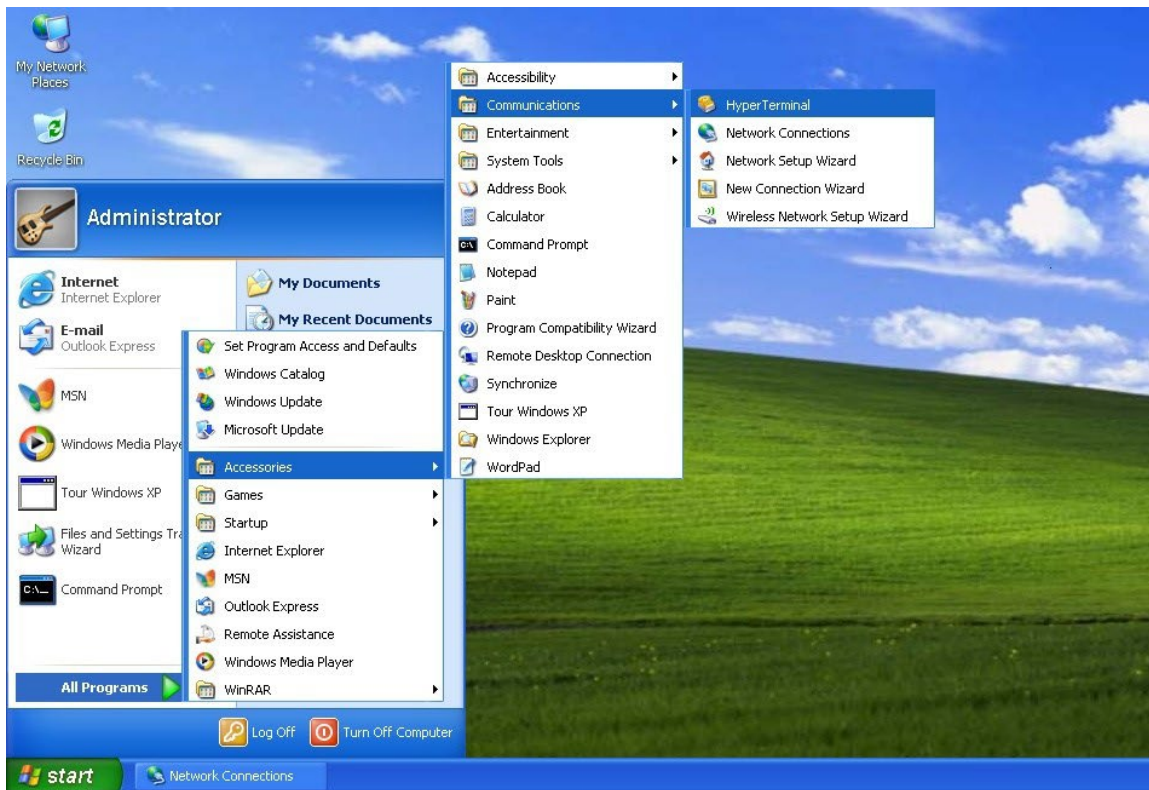 My Network
Places
Recycle Bin
Administrator
Internet
Internet Explorer
E-mail
Outlook Express
MSN
Windows Media Playe
Tour Windows XP
Files and Settings Tra
Wizard
Command Prompt
All Programs
My Documents
My Recent Documents
Set Program Access and Defaults
Windows Catalog
Windows Update
Microsoft Update
Accessories
Games
Startup
Internet Explorer
MSN
Outlook Express
Remote Assistance
Windows Media Player
WinRAR
Accessibility
Communications
Entertainment
System Tools
Address Book
Calculator
Command Prompt
Notepad
Paint
Program Compatibility Wizard
Remote Desktop Connection
Synchronize
Tour Windows XP
Windows Explorer
WordPad
HyperTerminal
Network Connections
Network Setup Wizard
New Connection Wizard
Wireless Network Setup Wizard
Log Off
Turn Off Computer
start
Network Connections